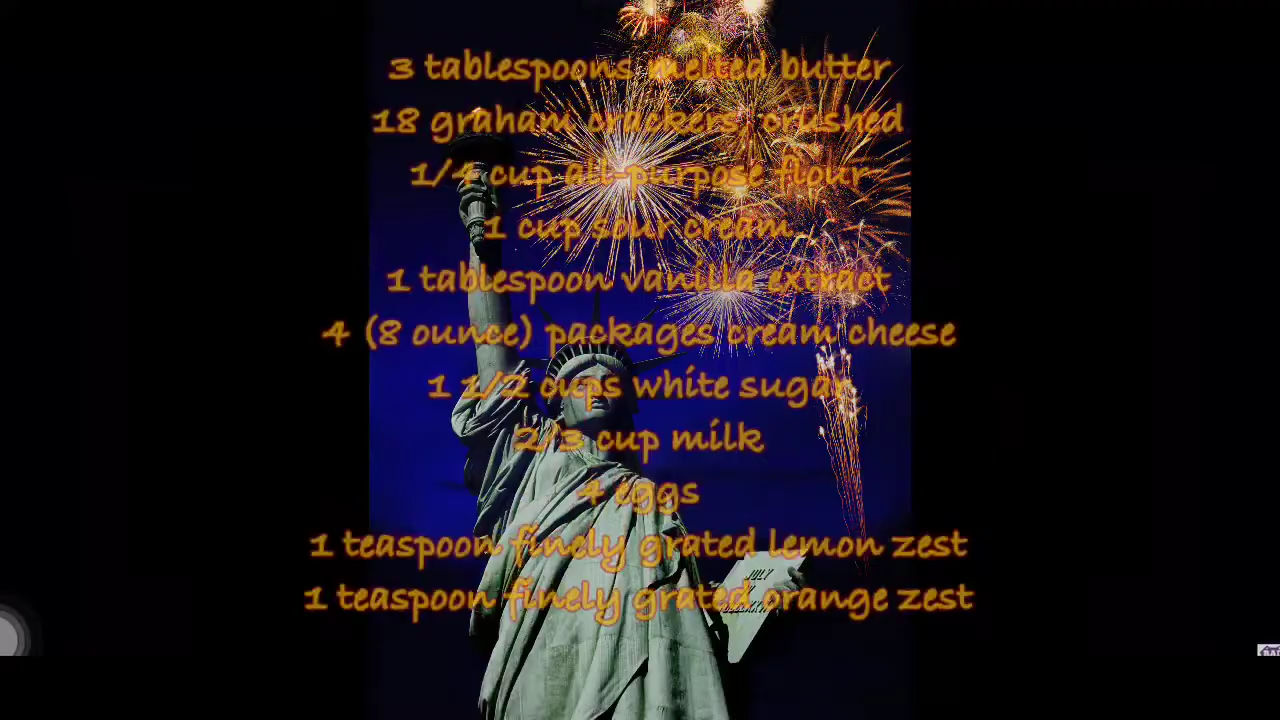 3 tablespoons melted butter
18 graham crackers, crushed
1/4 cup all-purpose flour
1 cup sour cream
1 tablespoon vanilla extract
4 (8 ounce) packages cream cheese
1 1/2 cups white sugar
2/3 cup milk
4 eggs
1 teaspoon finely grated lemon zest
1 teaspoon finely grated orange zest
JULY